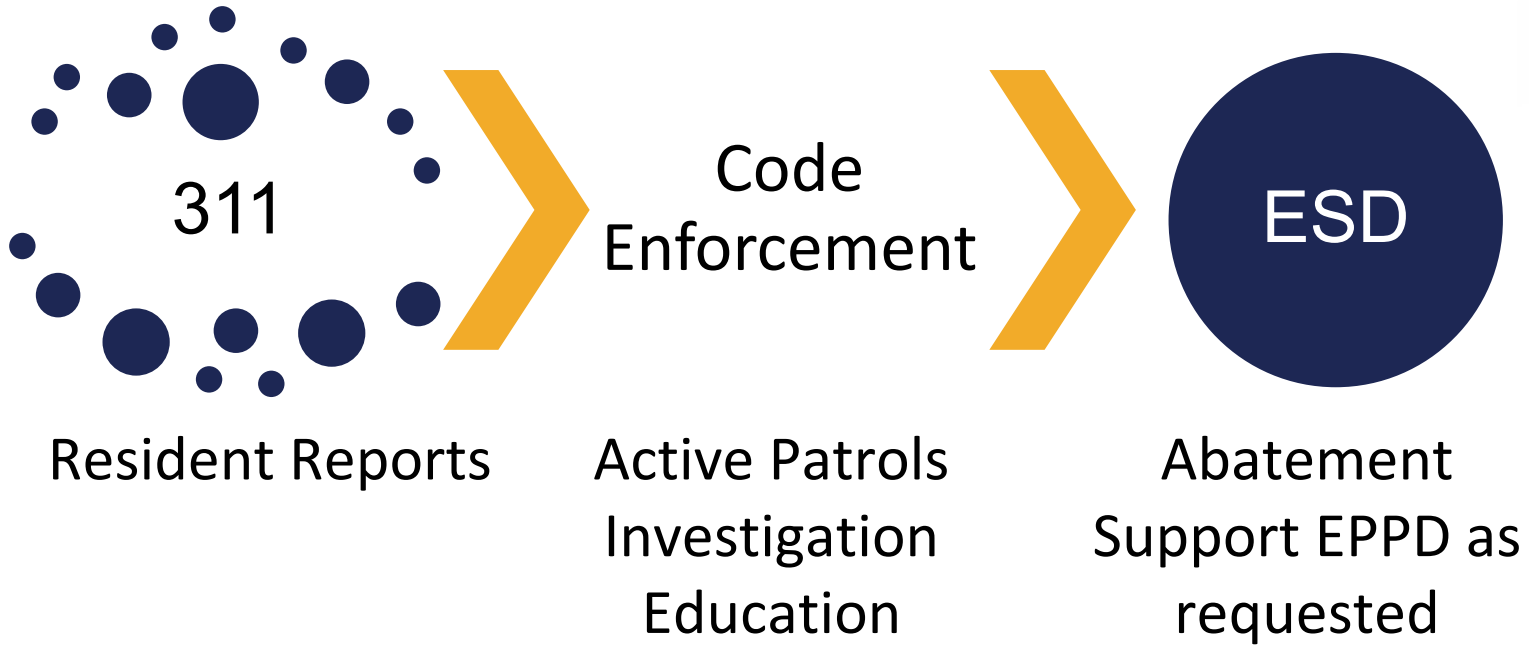 311
Code
Enforcement
ESD
Resident Reports
Active Patrols
Investigation
Education
Abatement
Support EPPD as
requested